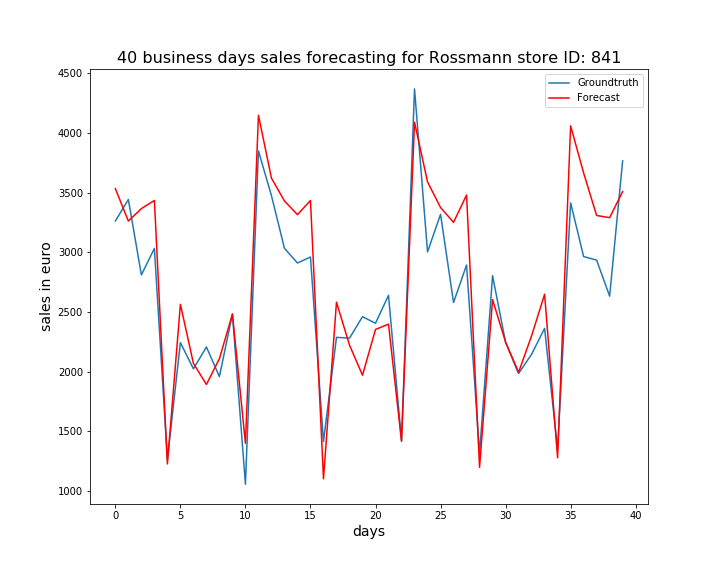 40 business days sales forecasting for Rossmann store ID: 841
Groundtruth
Forecast
sales in euro
4500
4000
3500
3000
2500
2000
1500
1000
0 5 10 15 20 25 30 35 40
days